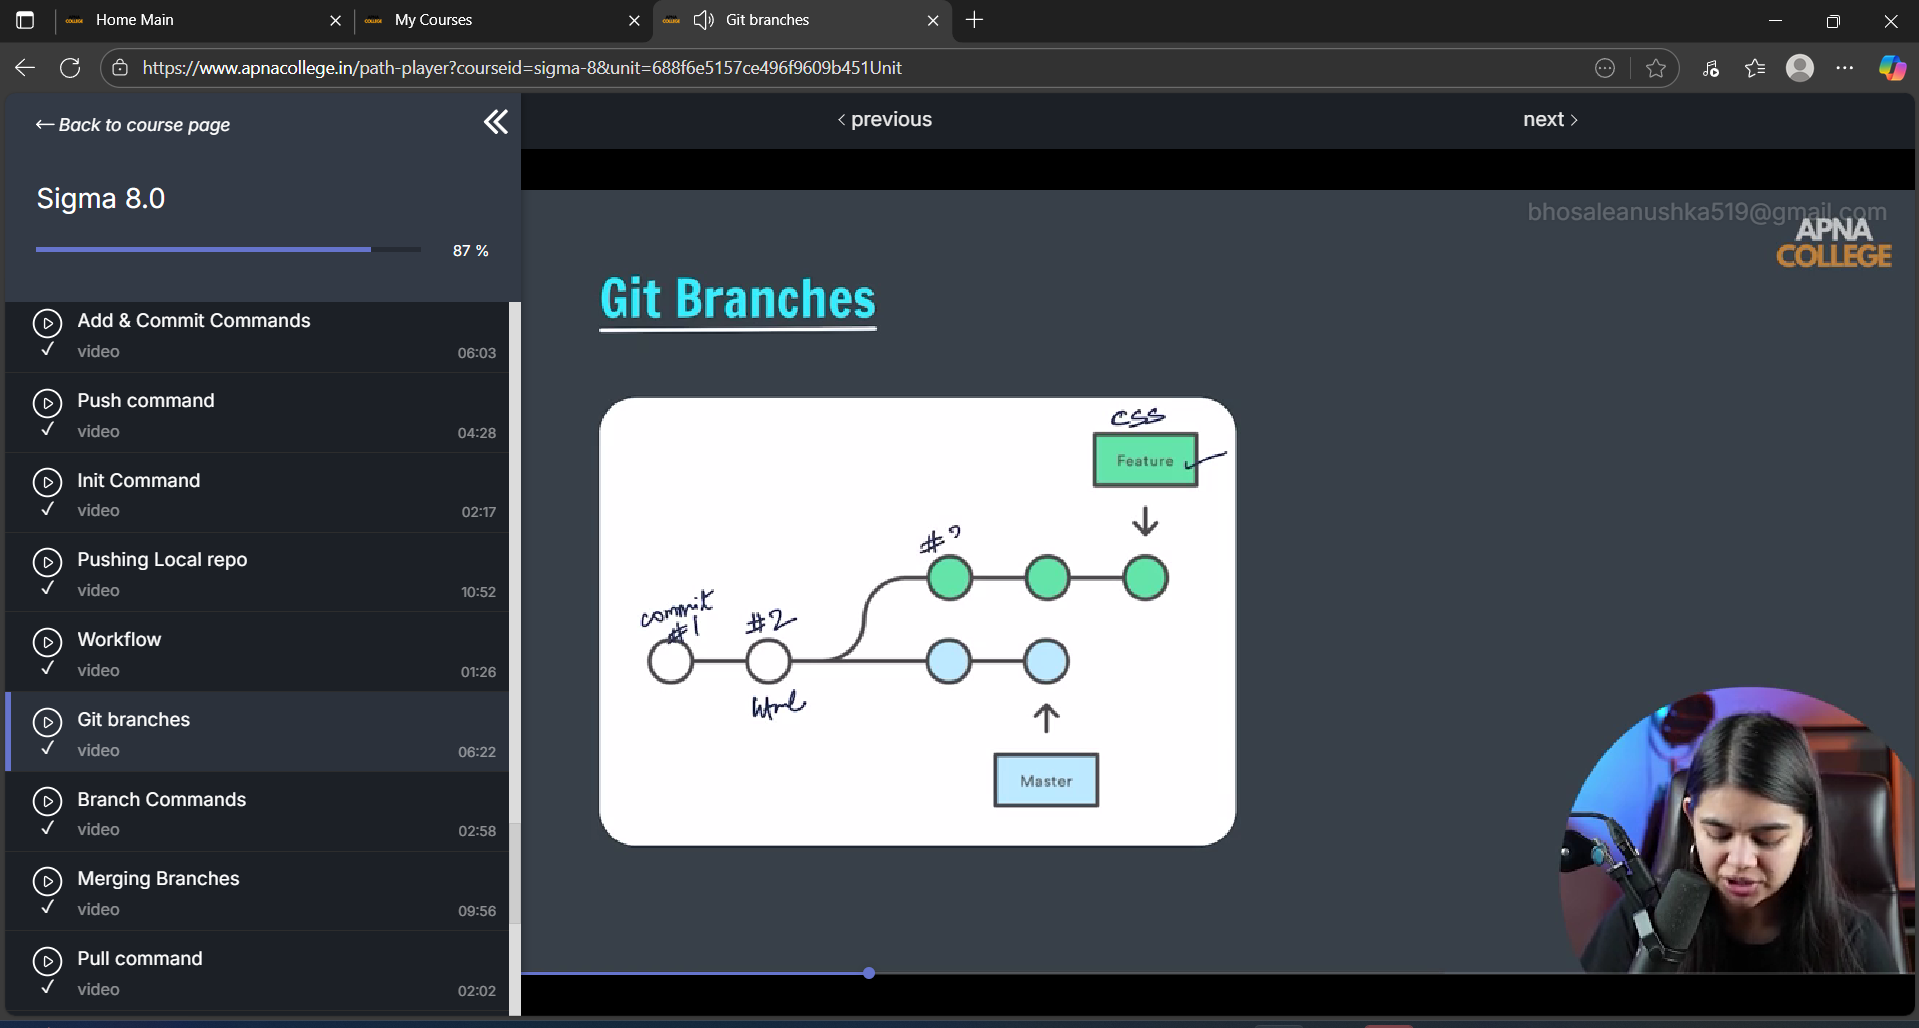 Home Main
My Courses
Git branches
https://www.apnacollege.in/path-player?courseid=sigma-8&unit=688f6e5157ce496f9609b451Unit
Back to course page
Sigma 8.0
87 %
Add & Commit Commands
video
06:03
Push command
video
04:28
Init Command
video
02:17
Pushing Local repo
video
10:52
Workflow
video
01:26
Git branches
video
06:22
Branch Commands
video
02:58
Merging Branches
video
09:56
Pull command
video
02:02
< previous
next >
bhosaleanushka519@gmail.com
APNA
COLLEGE
Git Branches
CSS
Feature
#?
commit
#1
#2
html
Master